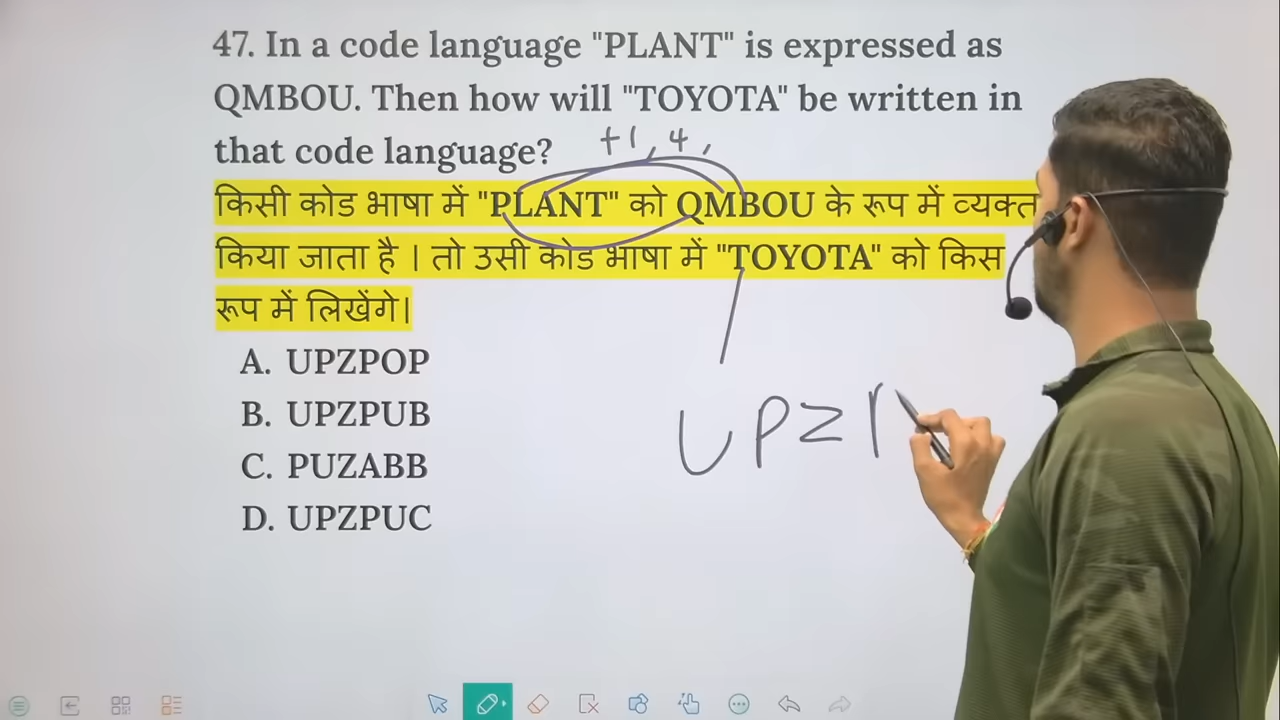 47. In a code language "PLANT" is expressed as
QMBOU. Then how will "TOYOTA" be written in
that code language?
+1, 4,
किसी कोड भाषा में "PLANT" को QMBOU के रूप में व्यक्त
किया जाता है । तो उसी कोड भाषा में "TOYOTA" को किस
रूप में लिखेंगे।
A. UPZPOP
B. UPZPUB
C. PUZABB
D. UPZPUC
UPZ